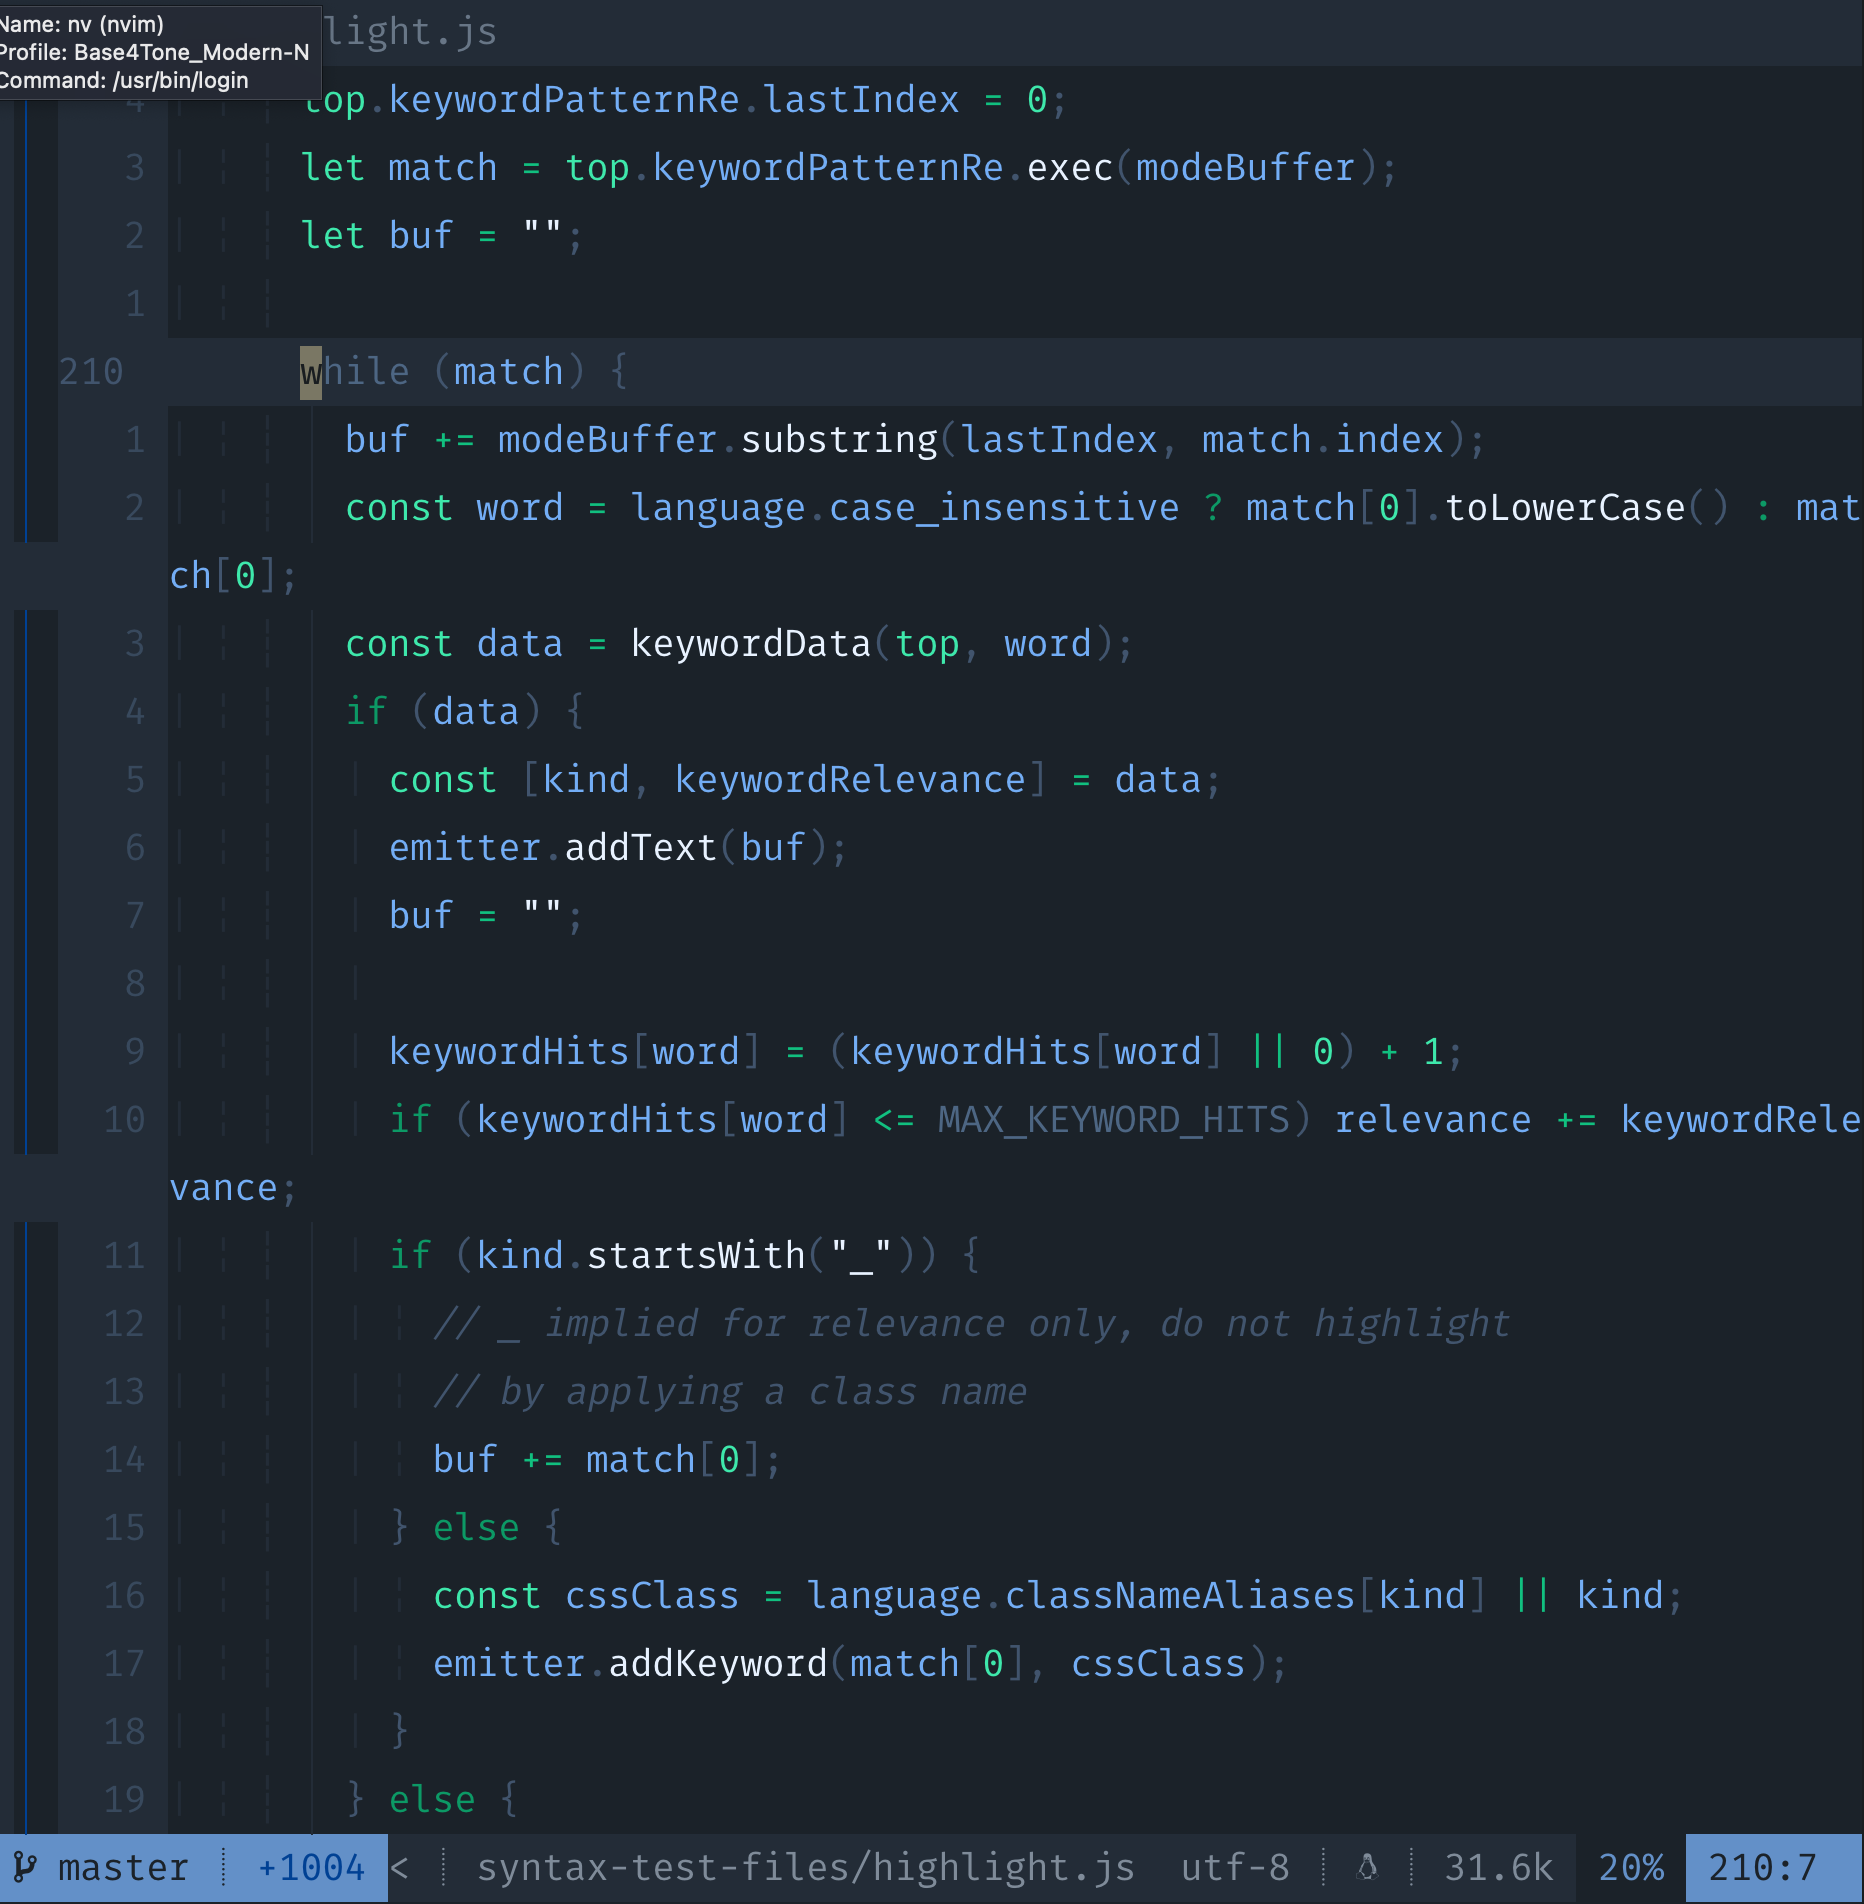 Name: nv (nvim)
Profile: Base4Tone_Modern-N
Command: /usr/bin/login
light.js
4 top.keywordPatternRe.lastIndex = 0;
3 let match = top.keywordPatternRe.exec(modeBuffer);
2 let buf = "";
1
210 while (match) {
1 buf += modeBuffer.substring(lastIndex, match.index);
2 const word = language.case_insensitive ? match[0].toLowerCase() : mat
ch[0];
3 const data = keywordData(top, word);
4 if (data) {
5 const [kind, keywordRelevance] = data;
6 emitter.addText(buf);
7 buf = "";
8
9 keywordHits[word] = (keywordHits[word] || 0) + 1;
10 if (keywordHits[word] <= MAX_KEYWORD_HITS) relevance += keywordRele
vance;
11 if (kind.startsWith("_")) {
12 // _ implied for relevance only, do not highlight
13 // by applying a class name
14 buf += match[0];
15 } else {
16 const cssClass = language.classNameAliases[kind] || kind;
17 emitter.addKeyword(match[0], cssClass);
18 }
19 } else {
master +1004 < syntax-test-files/highlight.js utf-8 31.6k 20% 210:7